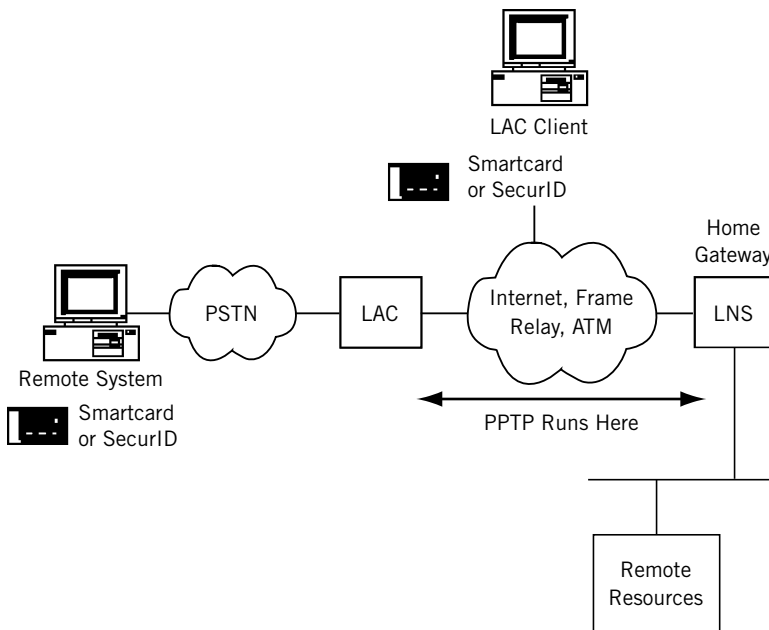 LAC Client
Smartcard
or SecurID
Home
Gateway
PSTN
LAC
Internet, Frame
Relay, ATM
LNS
Remote System
Smartcard
or SecurID
PPTP Runs Here
Remote
Resources